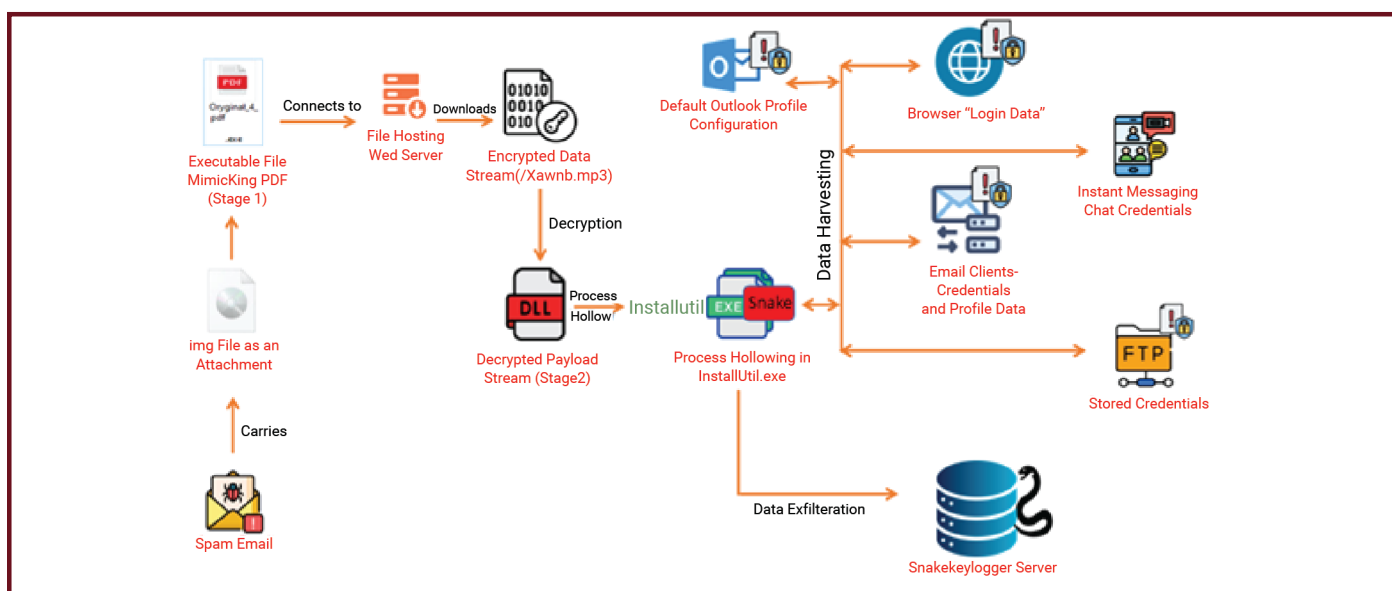 PDF
Oryginal_4_
pdf
.exe
Executable File
MimicKing PDF
(Stage 1)
Connects to
File Hosting
Wed Server
Downloads
01010
0010
010
Encrypted Data
Stream(/Xawnb.mp3)
Decryption
img File as an
Attachment
Carries
Spam Email
DLL
Decrypted Payload
Stream (Stage2)
Process
Hollow
Installutil
EXE
Snake
Process Hollowing in
InstallUtil.exe
Data Harvesting
Default Outlook Profile
Configuration
Browser “Login Data”
Instant Messaging
Chat Credentials
Email Clients-
Credentials
and Profile Data
FTP
Stored Credentials
Data Exfilteration
Snakekeylogger Server